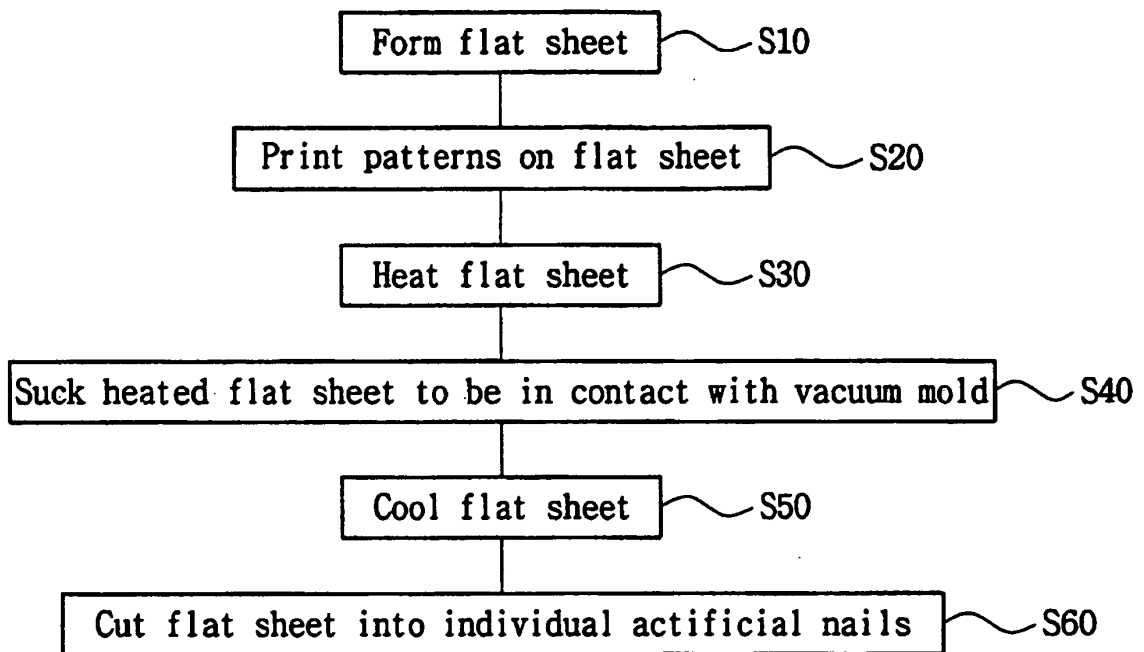 Form flat sheet S10
Print patterns on flat sheet S20
Heat flat sheet S30
Suck heated flat sheet to be in contact with vacuum mold S40
Cool flat sheet S50
Cut flat sheet into individual actificial nails S60